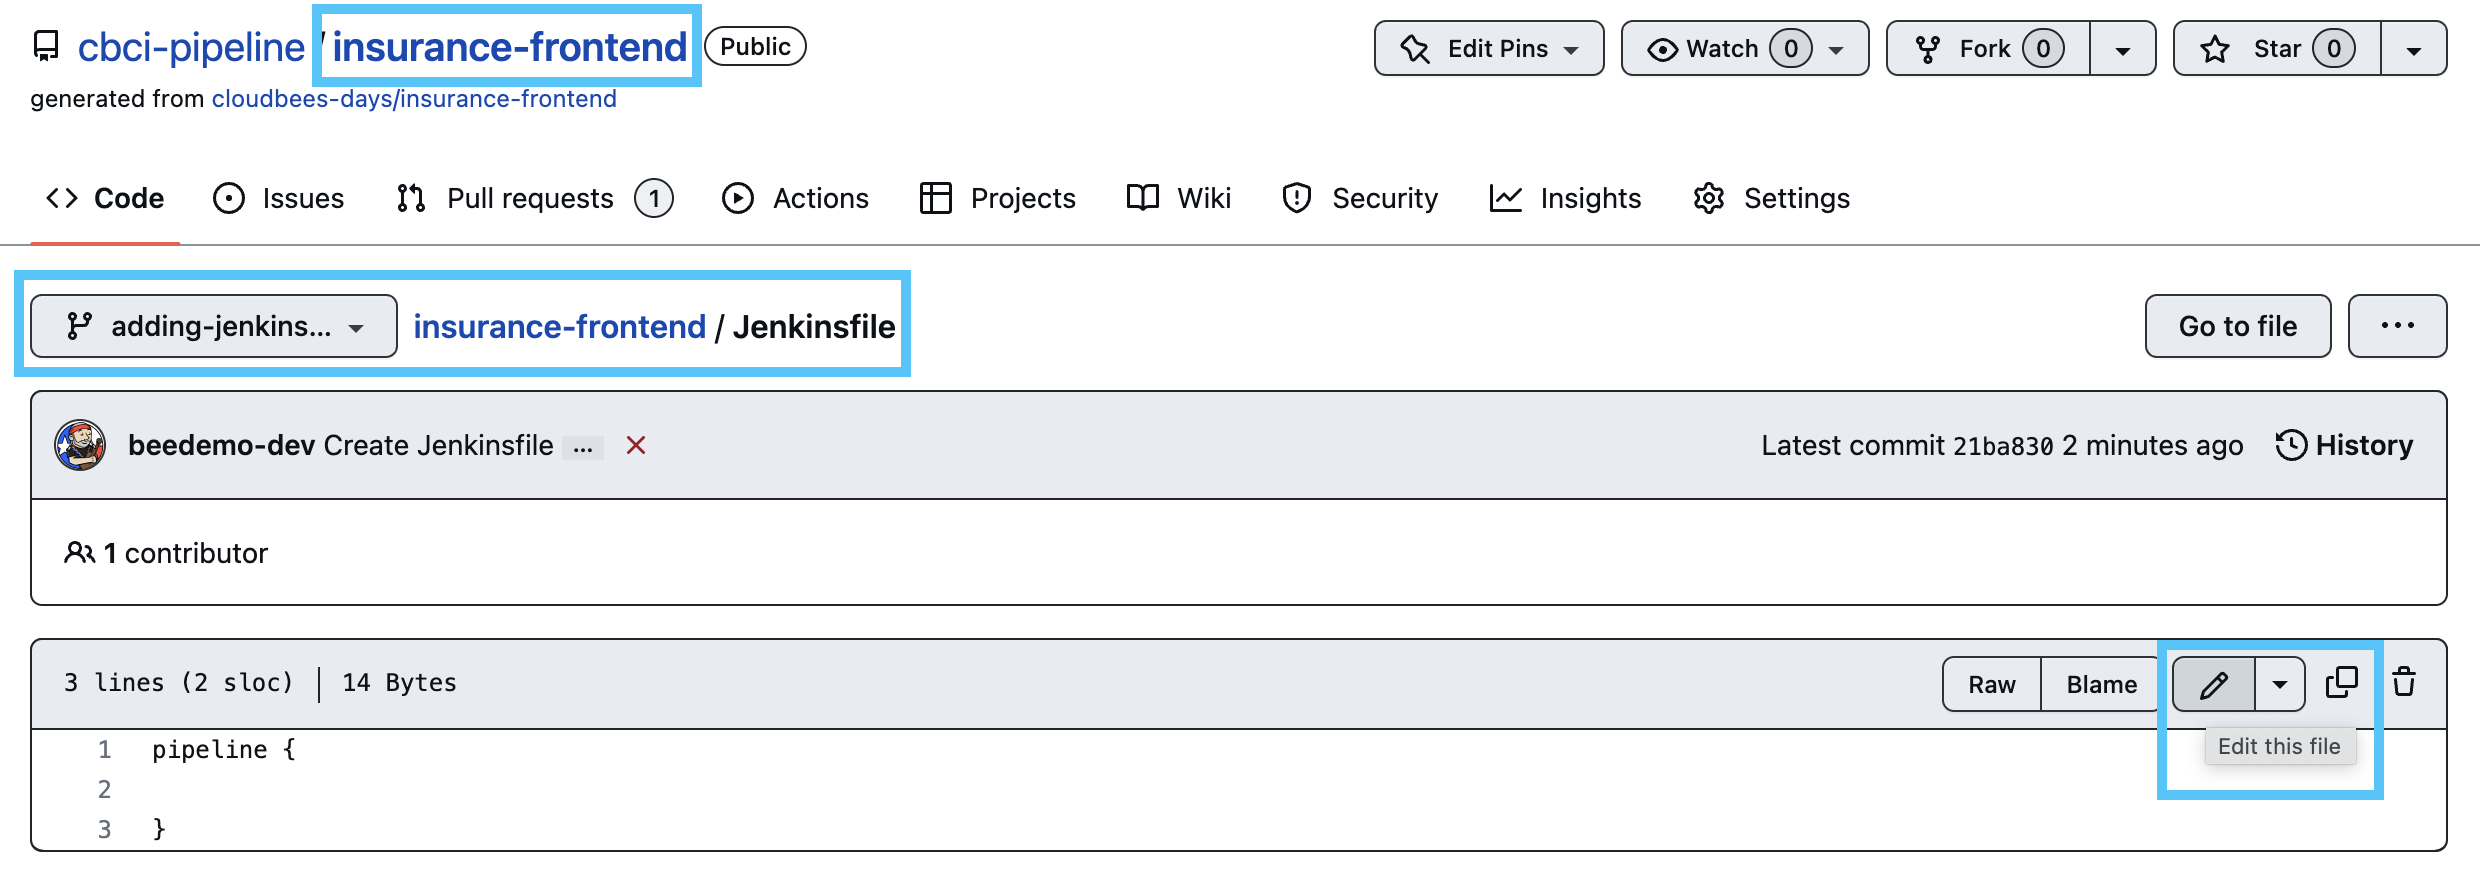 cbci-pipeline / insurance-frontend Public Edit Pins Watch 0 Fork 0 Star 0
generated from cloudbees-days/insurance-frontend
Code Issues Pull requests 1 Actions Projects Wiki Security Insights Settings
adding-jenkins... insurance-frontend / Jenkinsfile Go to file ...
beedemo-dev Create Jenkinsfile ... Latest commit 21ba830 2 minutes ago History
1 contributor
3 lines (2 sloc) 14 Bytes Raw Blame
Edit this file
1 pipeline {
2
3 }